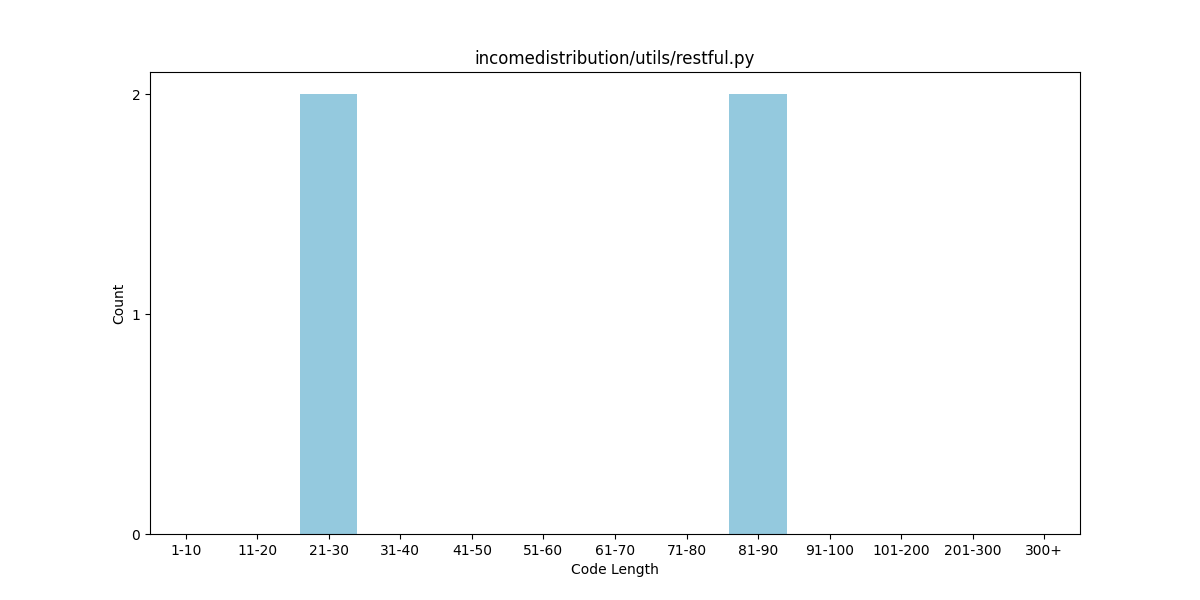 incomedistribution/utils/restful.py
2
1
0
Count
1-10 11-20 21-30 31-40 41-50 51-60 61-70 71-80 81-90 91-100 101-200 201-300 300+
Code Length